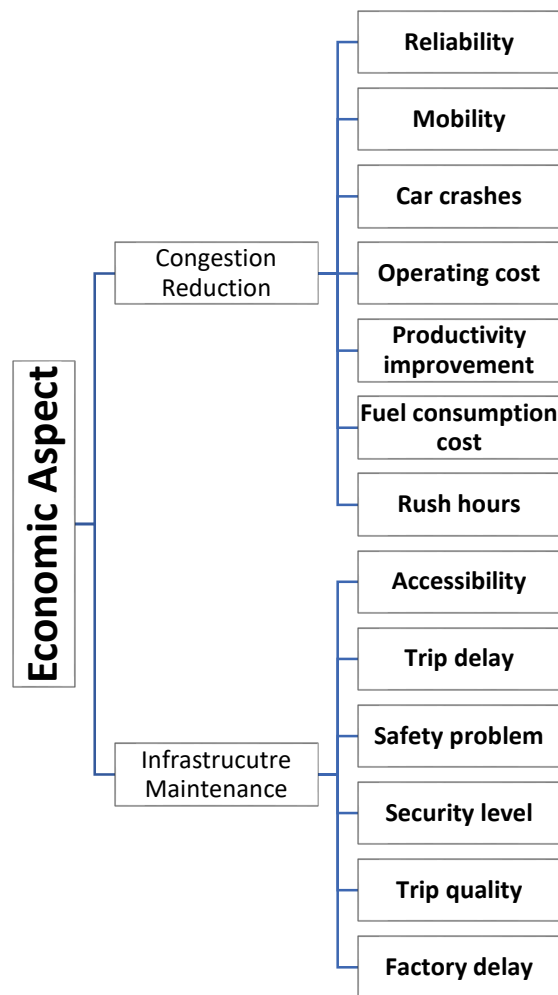 Economic Aspect
Congestion
Reduction
Reliability
Mobility
Car crashes
Operating cost
Productivity
improvement
Fuel consumption
cost
Rush hours
Infrastrucutre
Maintenance
Accessibility
Trip delay
Safety problem
Security level
Trip quality
Factory delay